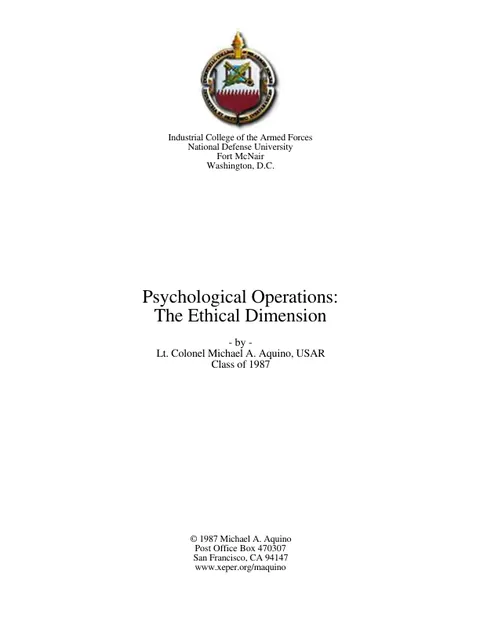 Industrial College of the Armed Forces
National Defense University
Fort McNair
Washington, D.C.
Psychological Operations:
The Ethical Dimension
- by -
Lt. Colonel Michael A. Aquino, USAR
Class of 1987
© 1987 Michael A. Aquino
Post Office Box 470307
San Francisco, CA 94147
www.xeper.org/maquino